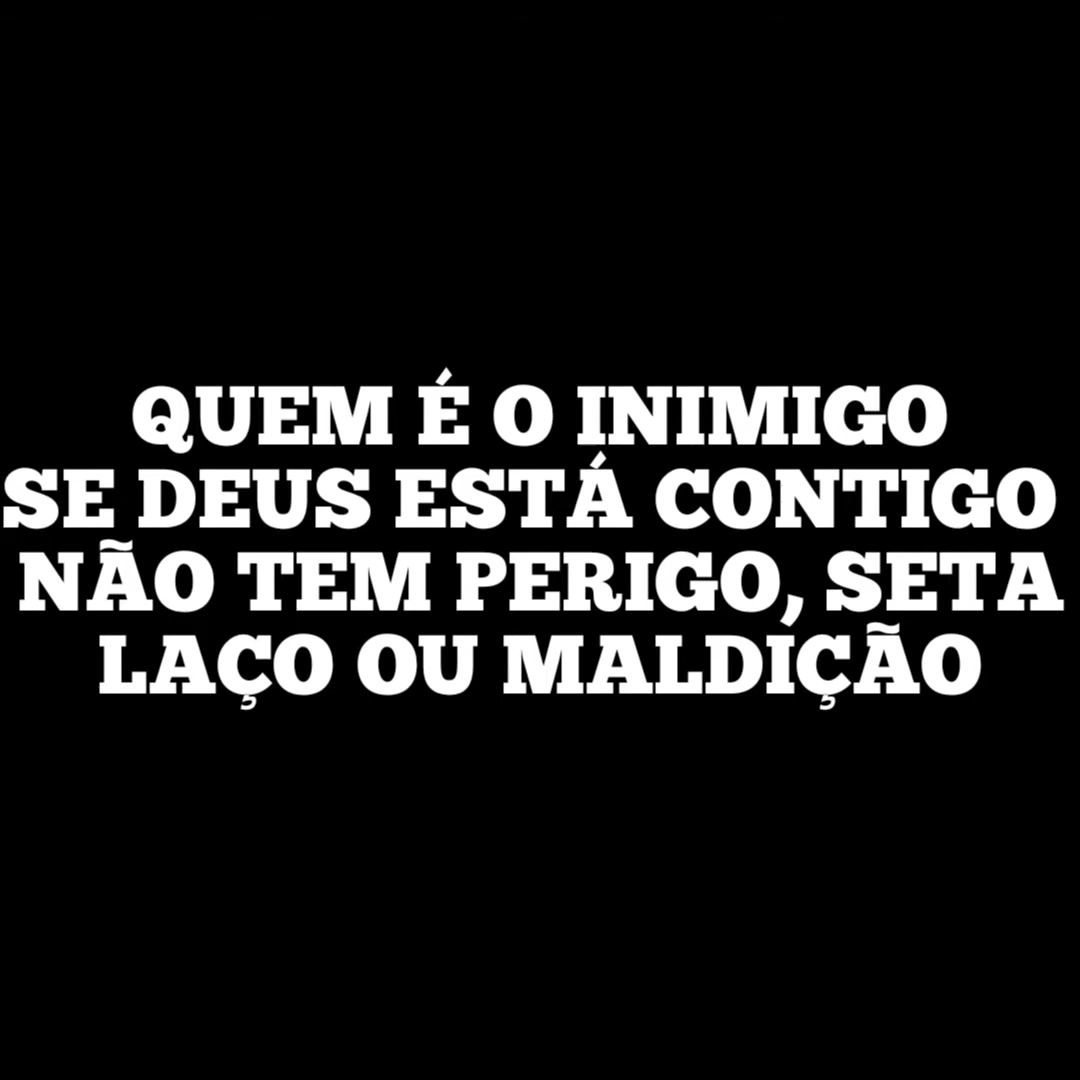 QUEM É O INIMIGO
SE DEUS ESTÁ CONTIGO
NÃO TEM PERIGO, SETA
LAÇO OU MALDIÇÃO